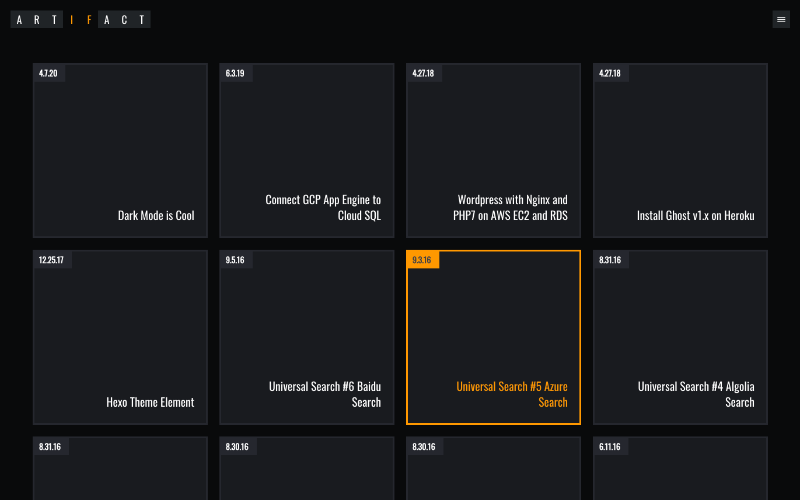 ARTIFACT
4.7.20
Dark Mode is Cool
6.3.19
Connect GCP App Engine to
Cloud SQL
4.27.18
Wordpress with Nginx and
PHP7 on AWS EC2 and RDS
4.27.18
Install Ghost v1.x on Heroku
12.25.17
Hexo Theme Element
9.5.16
Universal Search #6 Baidu
Search
9.3.16
Universal Search #5 Azure
Search
8.31.16
Universal Search #4 Algolia
Search
8.31.16
8.30.16
8.30.16
6.11.16